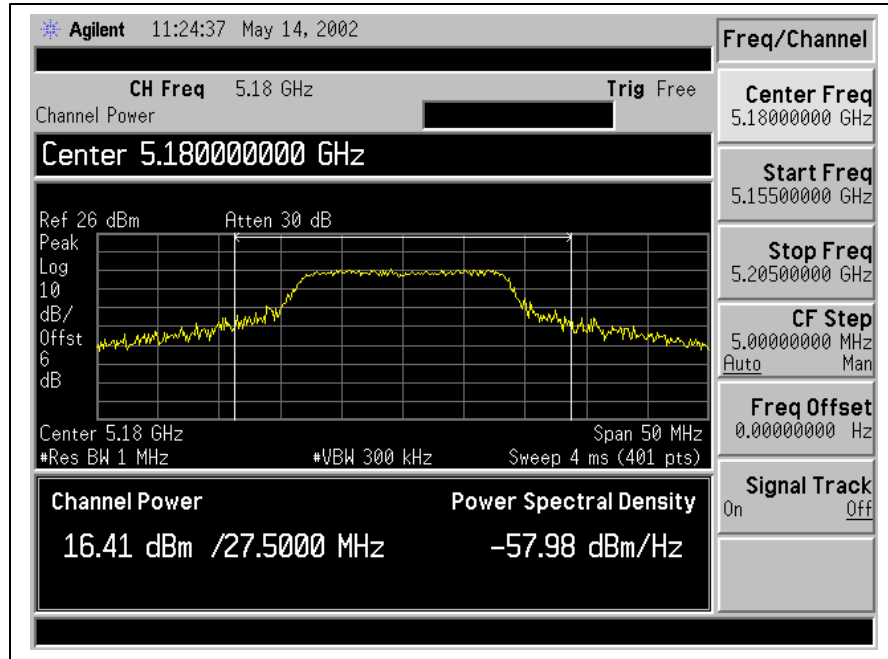 Agilent 11:24:37 May 14, 2002
CH Freq 5.18 GHz Trig Free
Channel Power
Center 5.180000000 GHz
Ref 26 dBm Atten 30 dB
Peak
Log
10
dB/
Offst
6
dB
Center 5.18 GHz Span 50 MHz
#Res BW 1 MHz #VBW 300 kHz Sweep 4 ms (401 pts)
Channel Power Power Spectral Density
16.41 dBm /27.5000 MHz -57.98 dBm/Hz
Freq/Channel
Center Freq
5.18000000 GHz
Start Freq
5.15500000 GHz
Stop Freq
5.20500000 GHz
CF Step
5.00000000 MHz
Auto Man
Freq Offset
0.00000000 Hz
Signal Track
On Off